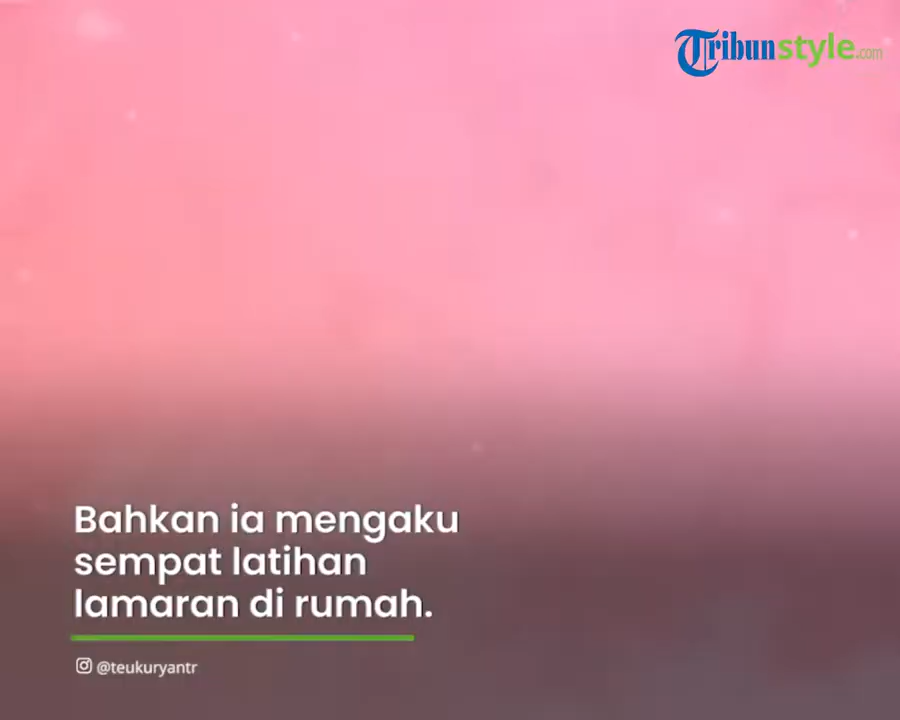 Tribunstyle.com
Bahkan ia mengaku
sempat latihan
lamaran di rumah.
@teukuryantr